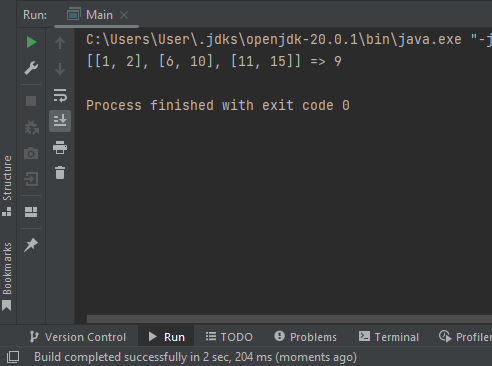 Run: Main
C:\Users\User\.jdks\openjdk-20.0.1\bin\java.exe "-j
[[1, 2], [6, 10], [11, 15]] => 9
Process finished with exit code 0
Structure
Bookmarks
Version Control Run TODO Problems Terminal Profiler
Build completed successfully in 2 sec, 204 ms (moments ago)